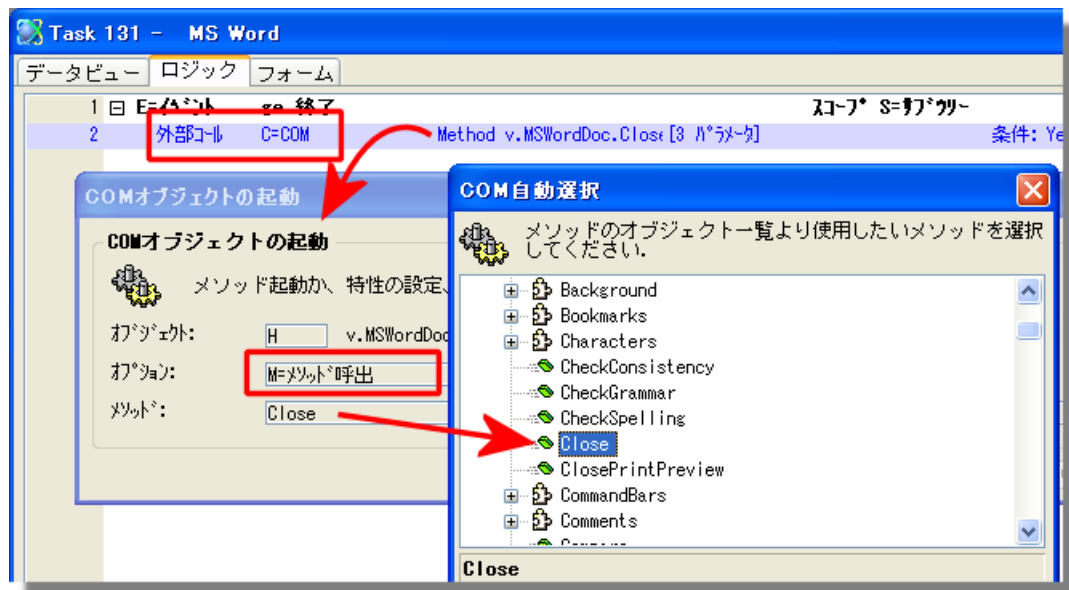 Task 131 - MS Word
データビュー ロジック フォーム
1 E=ｲﾍﾞﾝﾄ ge 終了 ｽｺｰﾌﾟ S=ｻﾌﾞﾂﾘｰ
2 外部ｺｰﾙ C=COM Method v.MSWordDoc.Close [3 ﾊﾟﾗﾒｰﾀ] 条件: Ye
COMオブジェクトの起動
COMオブジェクトの起動
メソッド起動か、特性の設定、
ｵﾌﾞｼﾞｪｸﾄ: H v.MSWordDoc
ｵﾌﾟｼｮﾝ: M=ﾒｿｯﾄﾞ呼出
ﾒｿｯﾄﾞ: Close
COM自動選択
メソッドのオブジェクト一覧より使用したいメソッドを選択
してください.
Background
Bookmarks
Characters
CheckConsistency
CheckGrammar
CheckSpelling
Close
ClosePrintPreview
CommandBars
Comments
Close